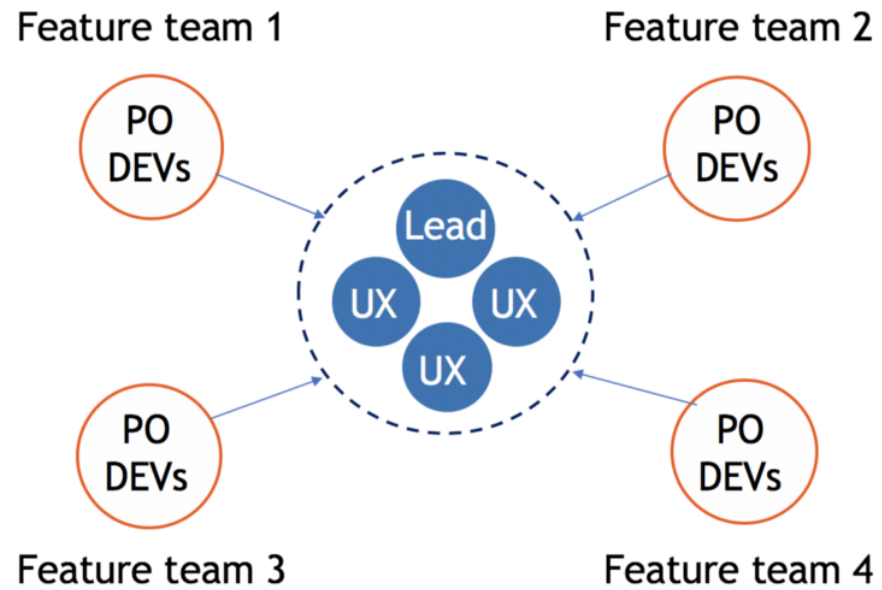 Feature team 1
Feature team 2
PO
DEVs
PO
DEVs
Lead
UX
UX
UX
PO
DEVs
PO
DEVs
Feature team 3
Feature team 4